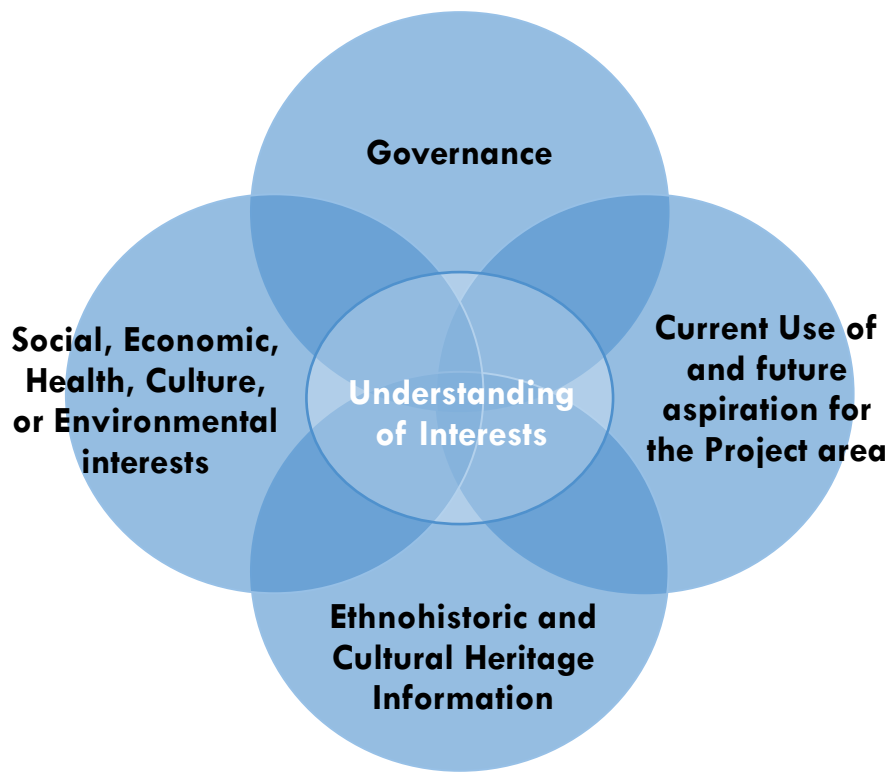 Governance
Social, Economic,
Health, Culture,
or Environmental
interests
Understanding
of Interests
Current Use of
and future
aspiration for
the Project area
Ethnohistoric and
Cultural Heritage
Information